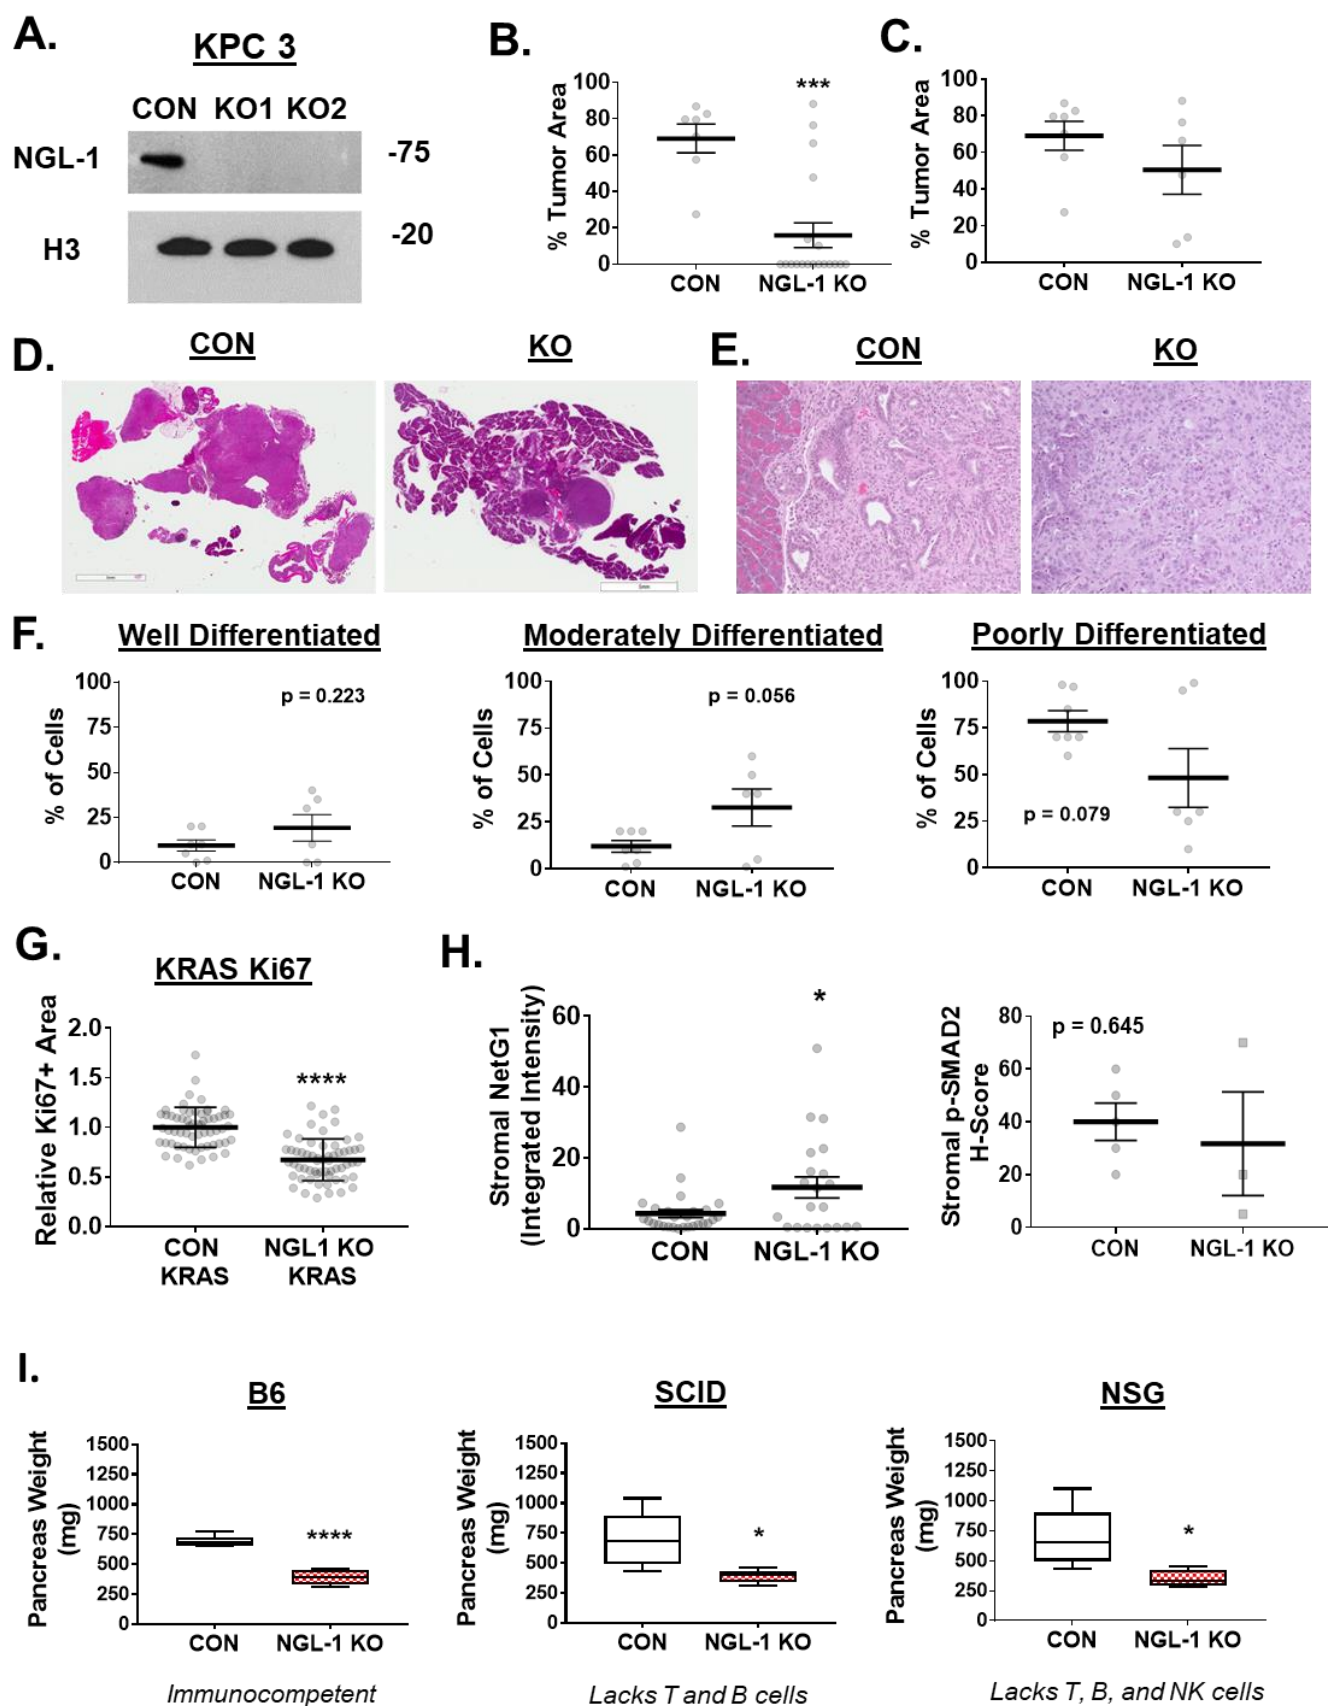 A.
KPC 3
CON KO1 KO2
NGL-1
-75
H3
-20
B.
% Tumor Area
100
80
60
40
20
0
***
CON NGL-1 KO
C.
% Tumor Area
100
80
60
40
20
0
CON NGL-1 KO
D.
CON
KO
E.
CON
KO
F.
Well Differentiated
% of Cells
100
75
50
25
0
p = 0.223
CON NGL-1 KO
Moderately Differentiated
% of Cells
100
75
50
25
0
p = 0.056
CON NGL-1 KO
Poorly Differentiated
% of Cells
100
75
50
25
0
p = 0.079
CON NGL-1 KO
G.
KRAS Ki67
Relative Ki67+ Area
2.0
1.5
1.0
0.5
0.0
****
CON NGL1 KO
KRAS KRAS
H.
Stromal NetG1
(Integrated Intensity)
60
40
20
0
*
CON NGL-1 KO
Stromal p-SMAD2
H-Score
80
60
40
20
0
p = 0.645
CON NGL-1 KO
I.
B6
Pancreas Weight
(mg)
1500
1250
1000
750
500
250
0
****
CON NGL-1 KO
Immunocompetent
SCID
Pancreas Weight
(mg)
1500
1250
1000
750
500
250
0
*
CON NGL-1 KO
Lacks T and B cells
NSG
Pancreas Weight
(mg)
1500
1250
1000
750
500
250
0
*
CON NGL-1 KO
Lacks T, B, and NK cells